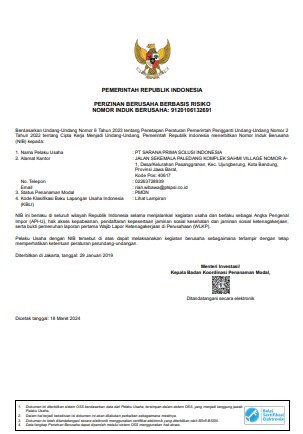 PEMERINTAH REPUBLIK INDONESIA
PERIZINAN BERUSAHA BERBASIS RISIKO
NOMOR INDUK BERUSAHA: 9120106132691
Berdasarkan Undang-Undang Nomor 6 Tahun 2023 tentang Penetapan Peraturan Pemerintah Pengganti Undang-Undang Nomor 2
Tahun 2022 tentang Cipta Kerja Menjadi Undang-Undang, Pemerintah Republik Indonesia menerbitkan Nomor Induk Berusaha
(NIB) kepada:
1. Nama Pelaku Usaha : PT SARANA PRIMA SOLUSI INDONESIA
2. Alamat Kantor : JALAN SEKEMALA PALEDANG KOMPLEK SAHMI VILLAGE NOMOR A-
1, Desa/Kelurahan Pasanggrahan, Kec. Ujungberung, Kota Bandung,
Provinsi Jawa Barat,
Kode Pos: 40617
No. Telepon : 02263728839
Email :
3. Status Penanaman Modal : PMDN
4. Kode Klasifikasi Baku Lapangan Usaha Indonesia : Lihat Lampiran
(KBLI)
NIB ini berlaku di seluruh wilayah Republik Indonesia selama menjalankan kegiatan usaha dan berlaku sebagai Angka Pengenal
Impor (API-U), hak akses kepabeanan, pendaftaran kepesertaan jaminan sosial kesehatan dan jaminan sosial ketenagakerjaan,
serta bukti pemenuhan laporan pertama Wajib Lapor Ketenagakerjaan di Perusahaan (WLKP).
Pelaku Usaha dengan NIB tersebut di atas dapat melaksanakan kegiatan berusaha sebagaimana terlampir dengan tetap
memperhatikan ketentuan peraturan perundang-undangan.
Diterbitkan di Jakarta, tanggal: 29 Januari 2019
Menteri Investasi/
Kepala Badan Koordinasi Penanaman Modal,
Ditandatangani secara elektronik
Dicetak tanggal: 18 Maret 2024
1. Dokumen ini diterbitkan sistem OSS berdasarkan data dari Pelaku Usaha, tersimpan dalam sistem OSS, yang menjadi tanggung jawab
Pelaku Usaha.
2. Dalam hal terjadi kekeliruan isi dokumen ini akan dilakukan perbaikan sebagaimana mestinya.
3. Dokumen ini telah ditandatangani secara elektronik menggunakan sertifikat elektronik yang diterbitkan oleh BSrE-BSSN.
4. Data lengkap Perizinan Berusaha dapat diperoleh melalui sistem OSS menggunakan hak akses.
Balai
Sertifikasi
Elektronik